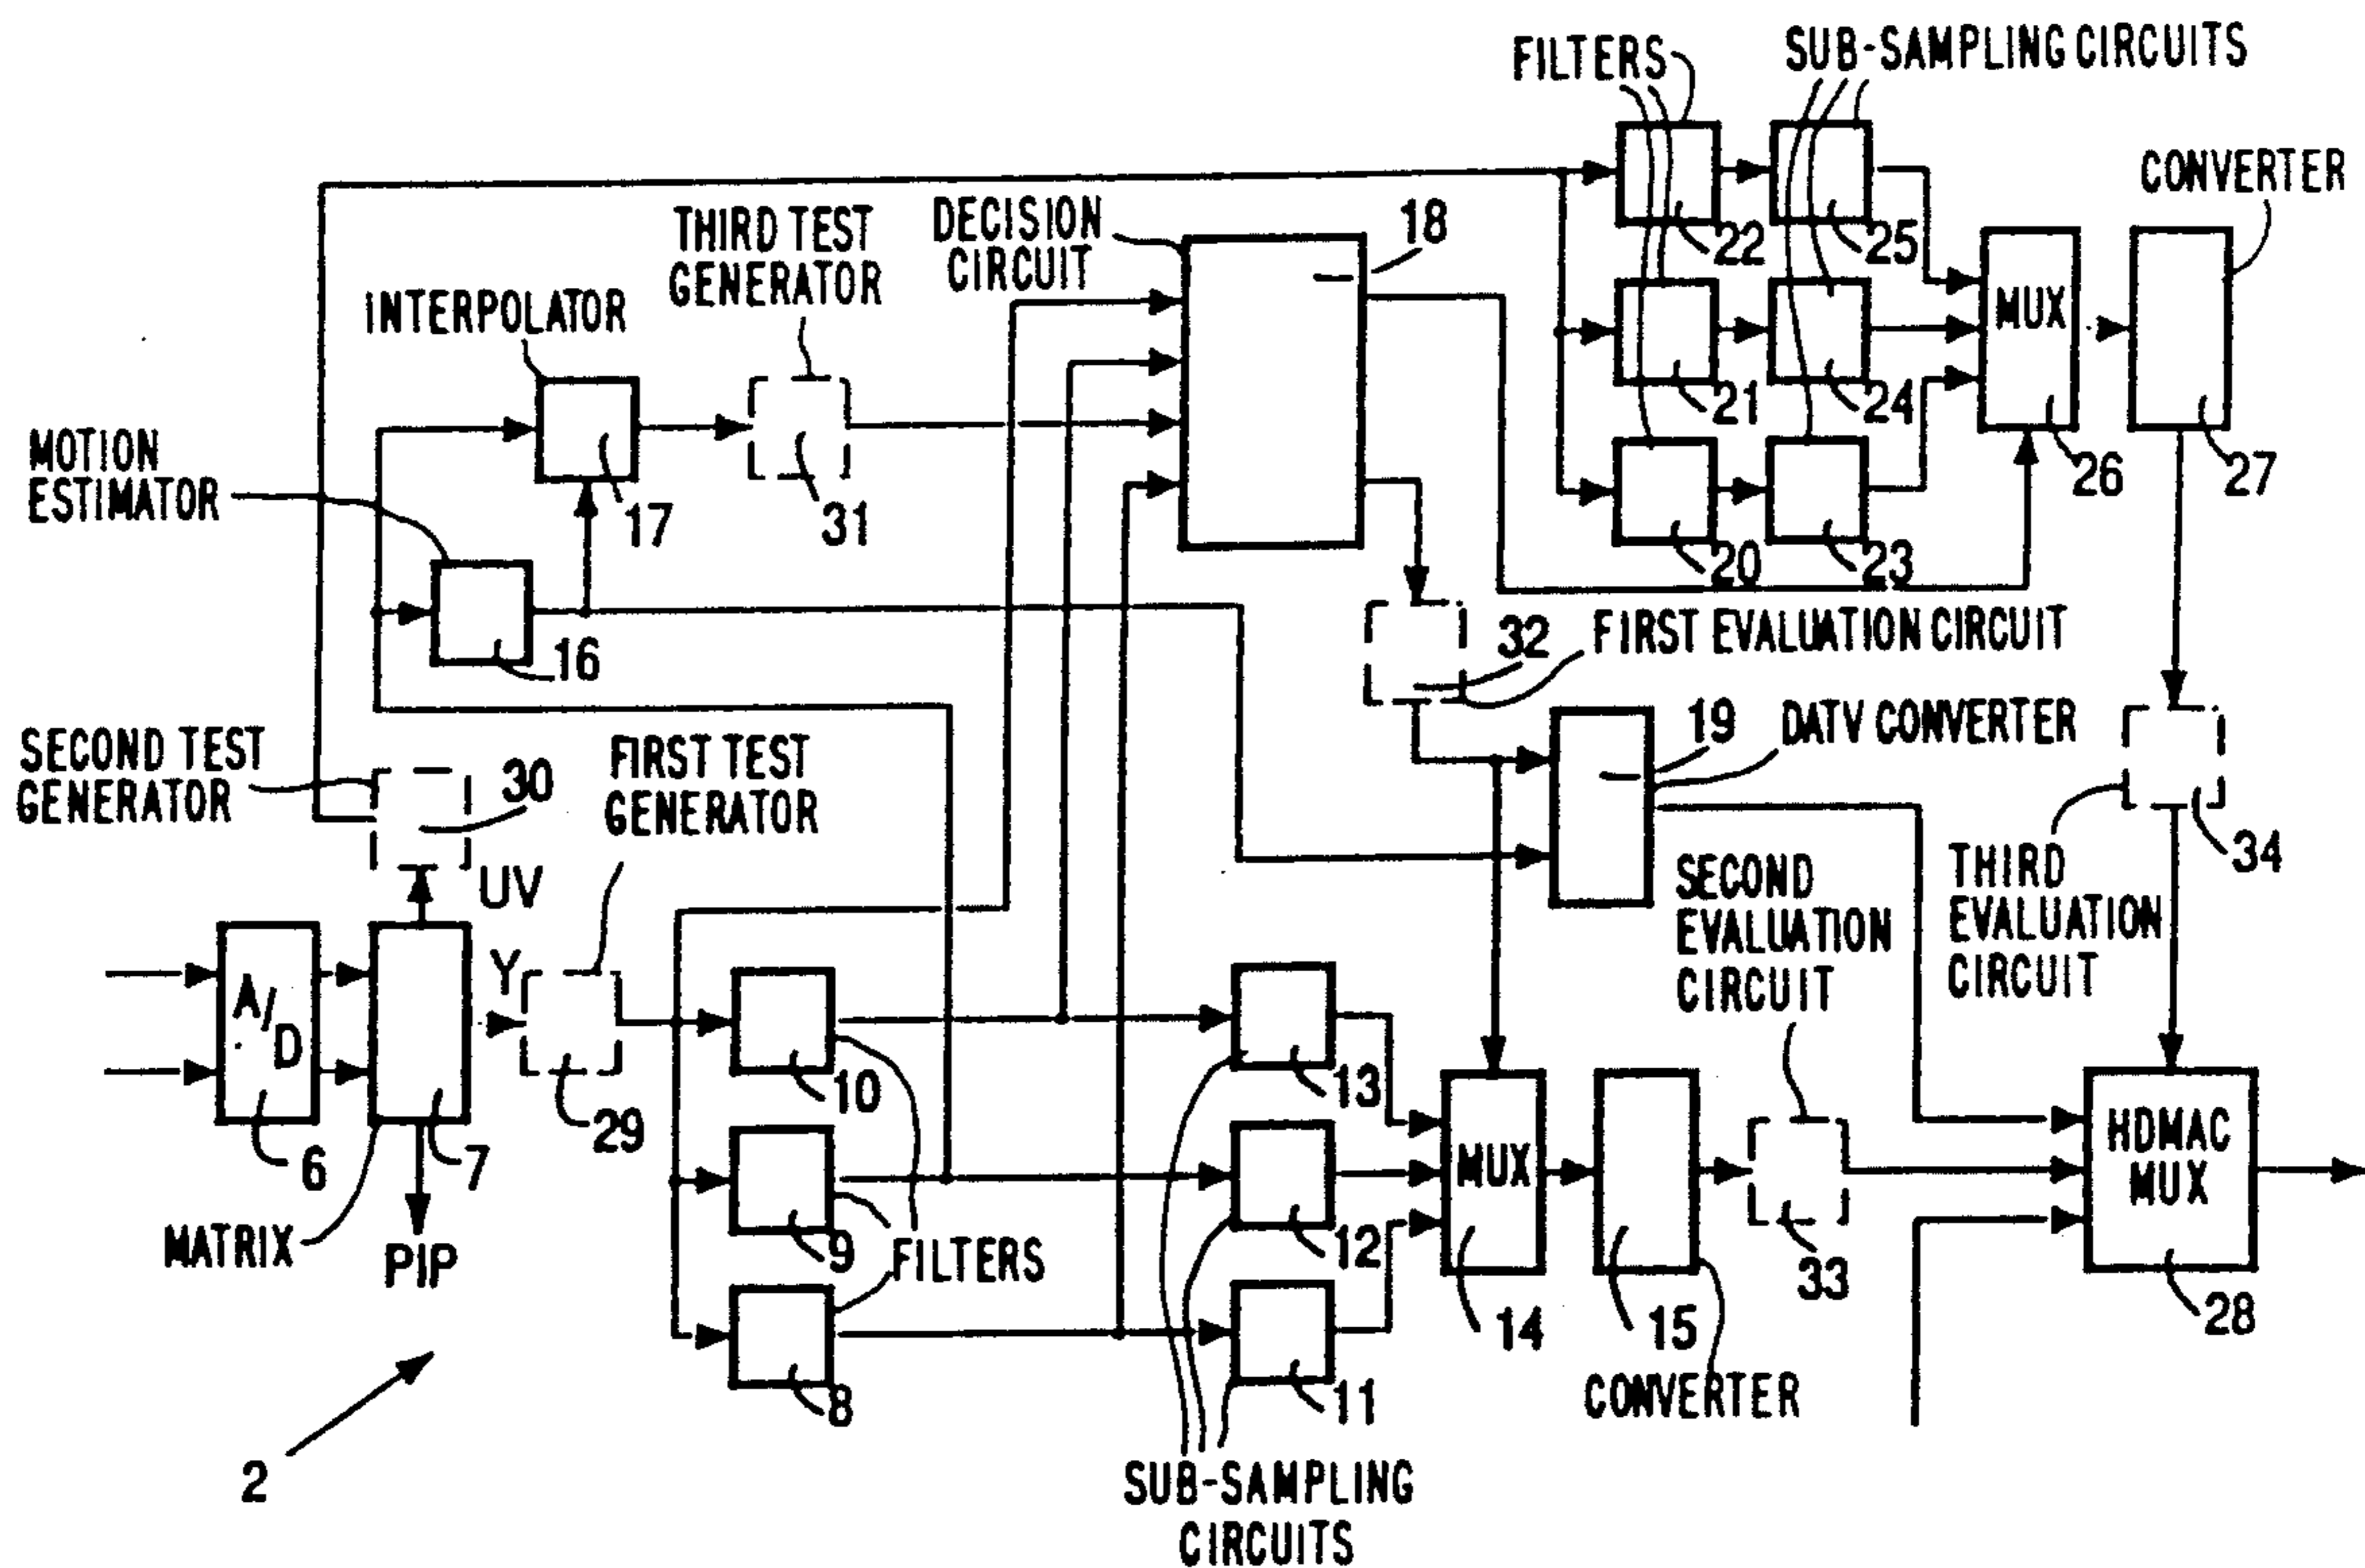 FILTERS
SUB-SAMPLING CIRCUITS
CONVERTER
22
25
THIRD TEST
GENERATOR
DECISION
CIRCUIT
18
MUX
INTERPOLATOR
21
24
26
27
MOTION
ESTIMATOR
17
31
20
23
16
32
FIRST EVALUATION CIRCUIT
SECOND TEST
GENERATOR
30
FIRST TEST
GENERATOR
19
DATV CONVERTER
34
UV
SECOND
EVALUATION
CIRCUIT
THIRD
EVALUATION
CIRCUIT
A/D
Y
6
7
29
10
13
MUX
HDMAC
MUX
MATRIX
PIP
9
FILTERS
12
14
15
33
28
8
11
CONVERTER
2
SUB-SAMPLING
CIRCUITS